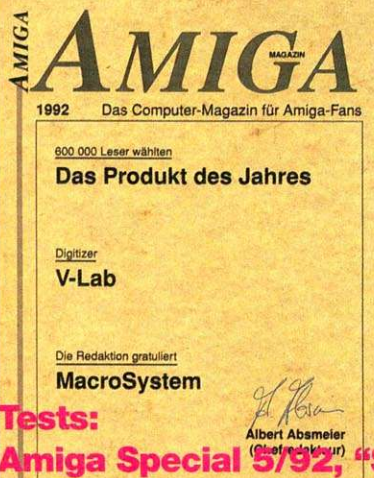 AMIGA
AMIGA
MAGAZIN
1992 Das Computer-Magazin für Amiga-Fans
600 000 Leser wählten
Das Produkt des Jahres
Digitizer
V-Lab
Die Redaktion gratuliert
MacroSystem
Albert Absmeier
(Chefredakteur)
Tests:
Amiga Special 5/92, "S